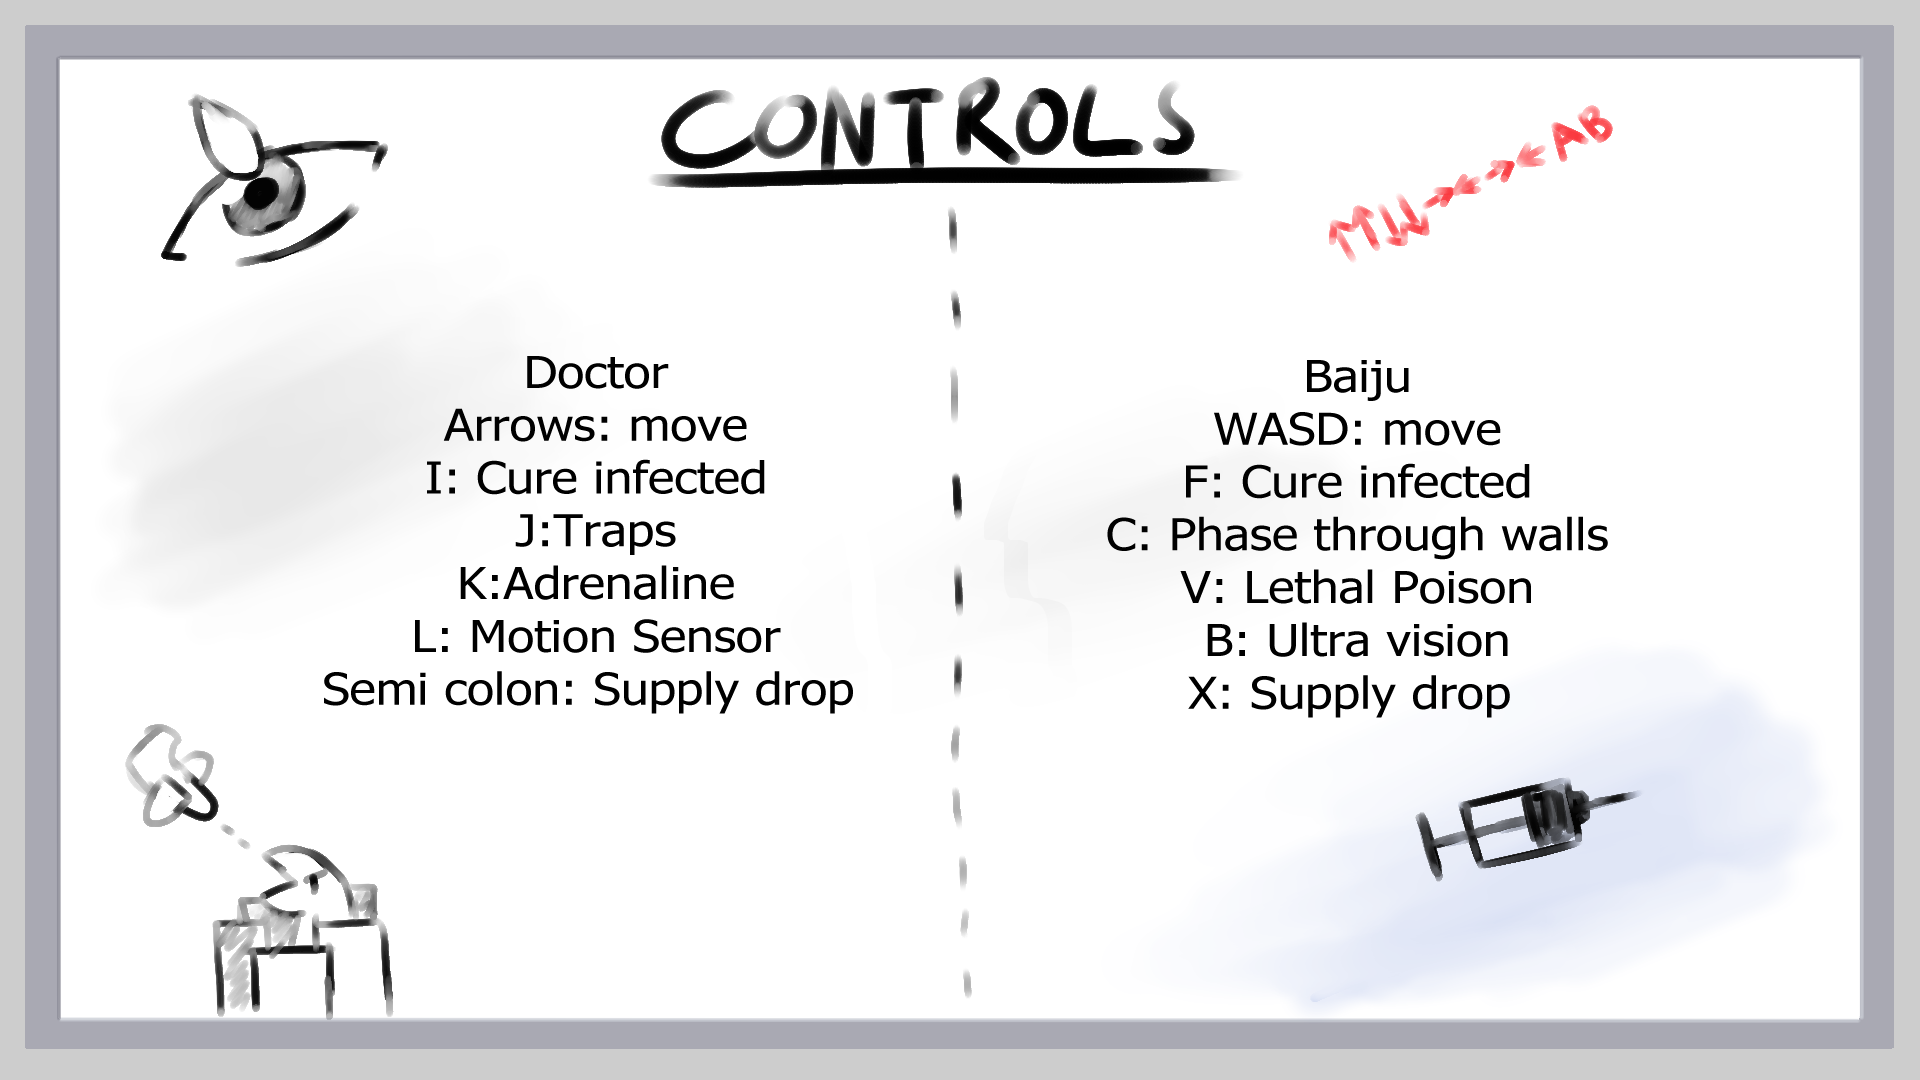 CONTROLS
↑↑↓↓→←→←AB
Doctor
Arrows: move
I: Cure infected
J:Traps
K:Adrenaline
L: Motion Sensor
Semi colon: Supply drop
Baiju
WASD: move
F: Cure infected
C: Phase through walls
V: Lethal Poison
B: Ultra vision
X: Supply drop